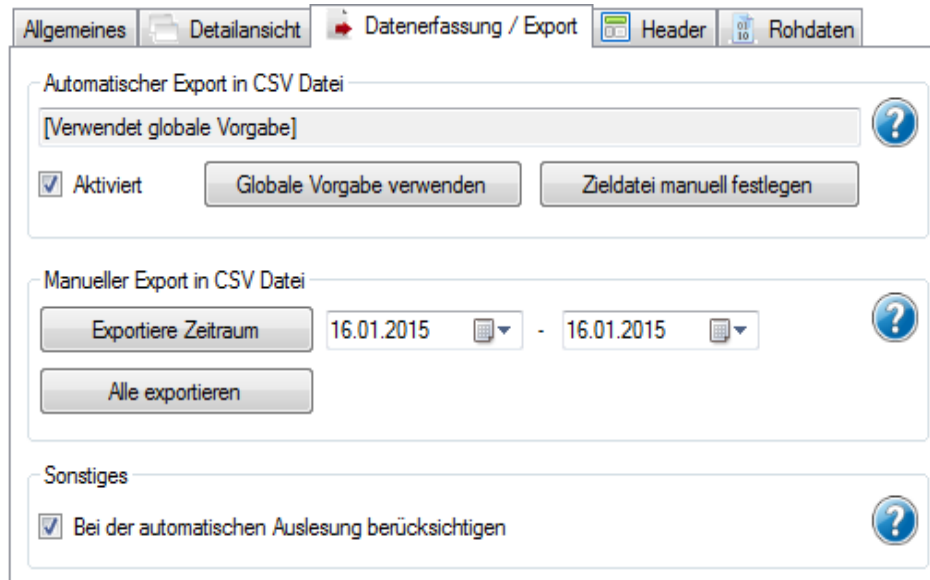 Allgemeines Detailansicht Datenerfassung / Export Header Rohdaten
Automatischer Export in CSV Datei
[Verwendet globale Vorgabe]
Aktiviert Globale Vorgabe verwenden Zieldatei manuell festlegen
Manueller Export in CSV Datei
Exportiere Zeitraum 16.01.2015 - 16.01.2015
Alle exportieren
Sonstiges
Bei der automatischen Auslesung berücksichtigen